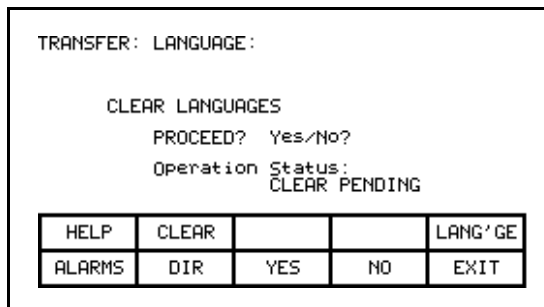 TRANSFER: LANGUAGE:
CLEAR LANGUAGES
PROCEED? Yes/No?
Operation Status:
CLEAR PENDING
HELP CLEAR LANG'GE
ALARMS DIR YES NO EXIT